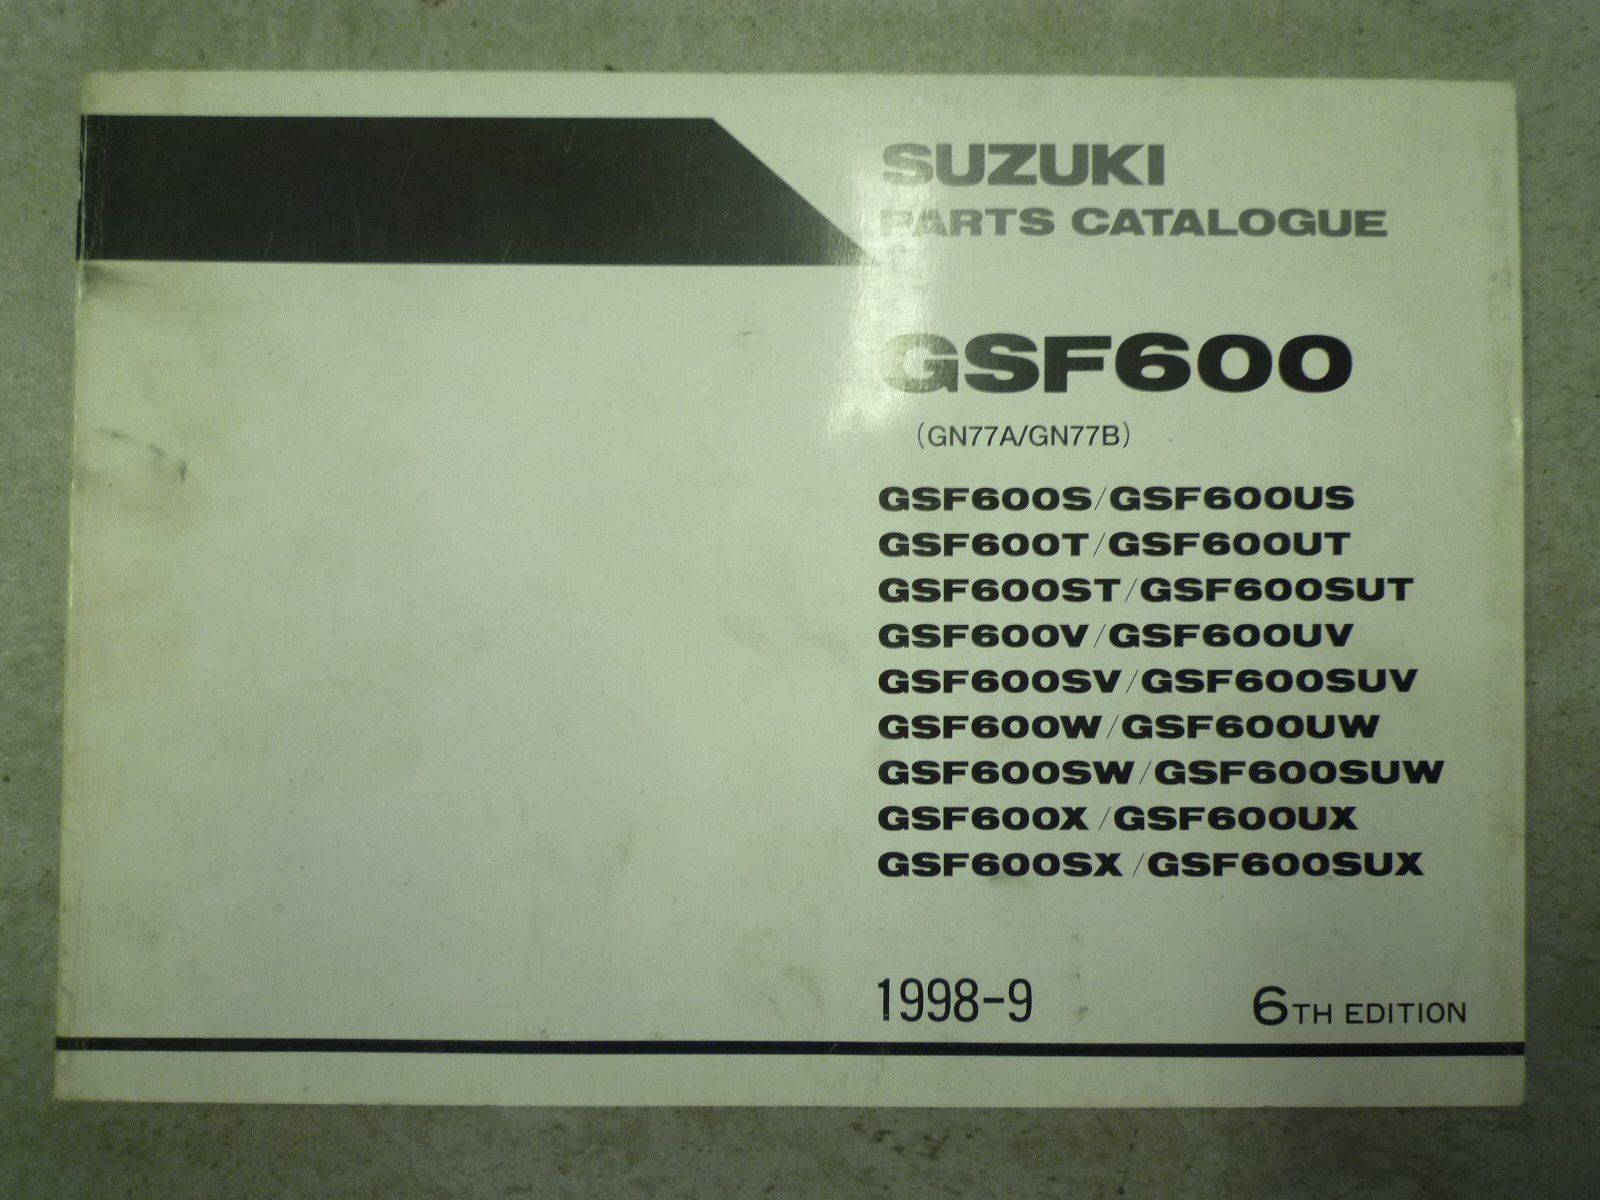 SUZUKI
PARTS CATALOGUE
GSF600
(GN77A/GN77B)
GSF600S/GSF600US
GSF600T/GSF600UT
GSF600ST/GSF600SUT
GSF600V/GSF600UV
GSF600SV/GSF600SUV
GSF600W/GSF600UW
GSF600SW/GSF600SUW
GSF600X/GSF600UX
GSF600SX/GSF600SUX
1998-9 6TH EDITION